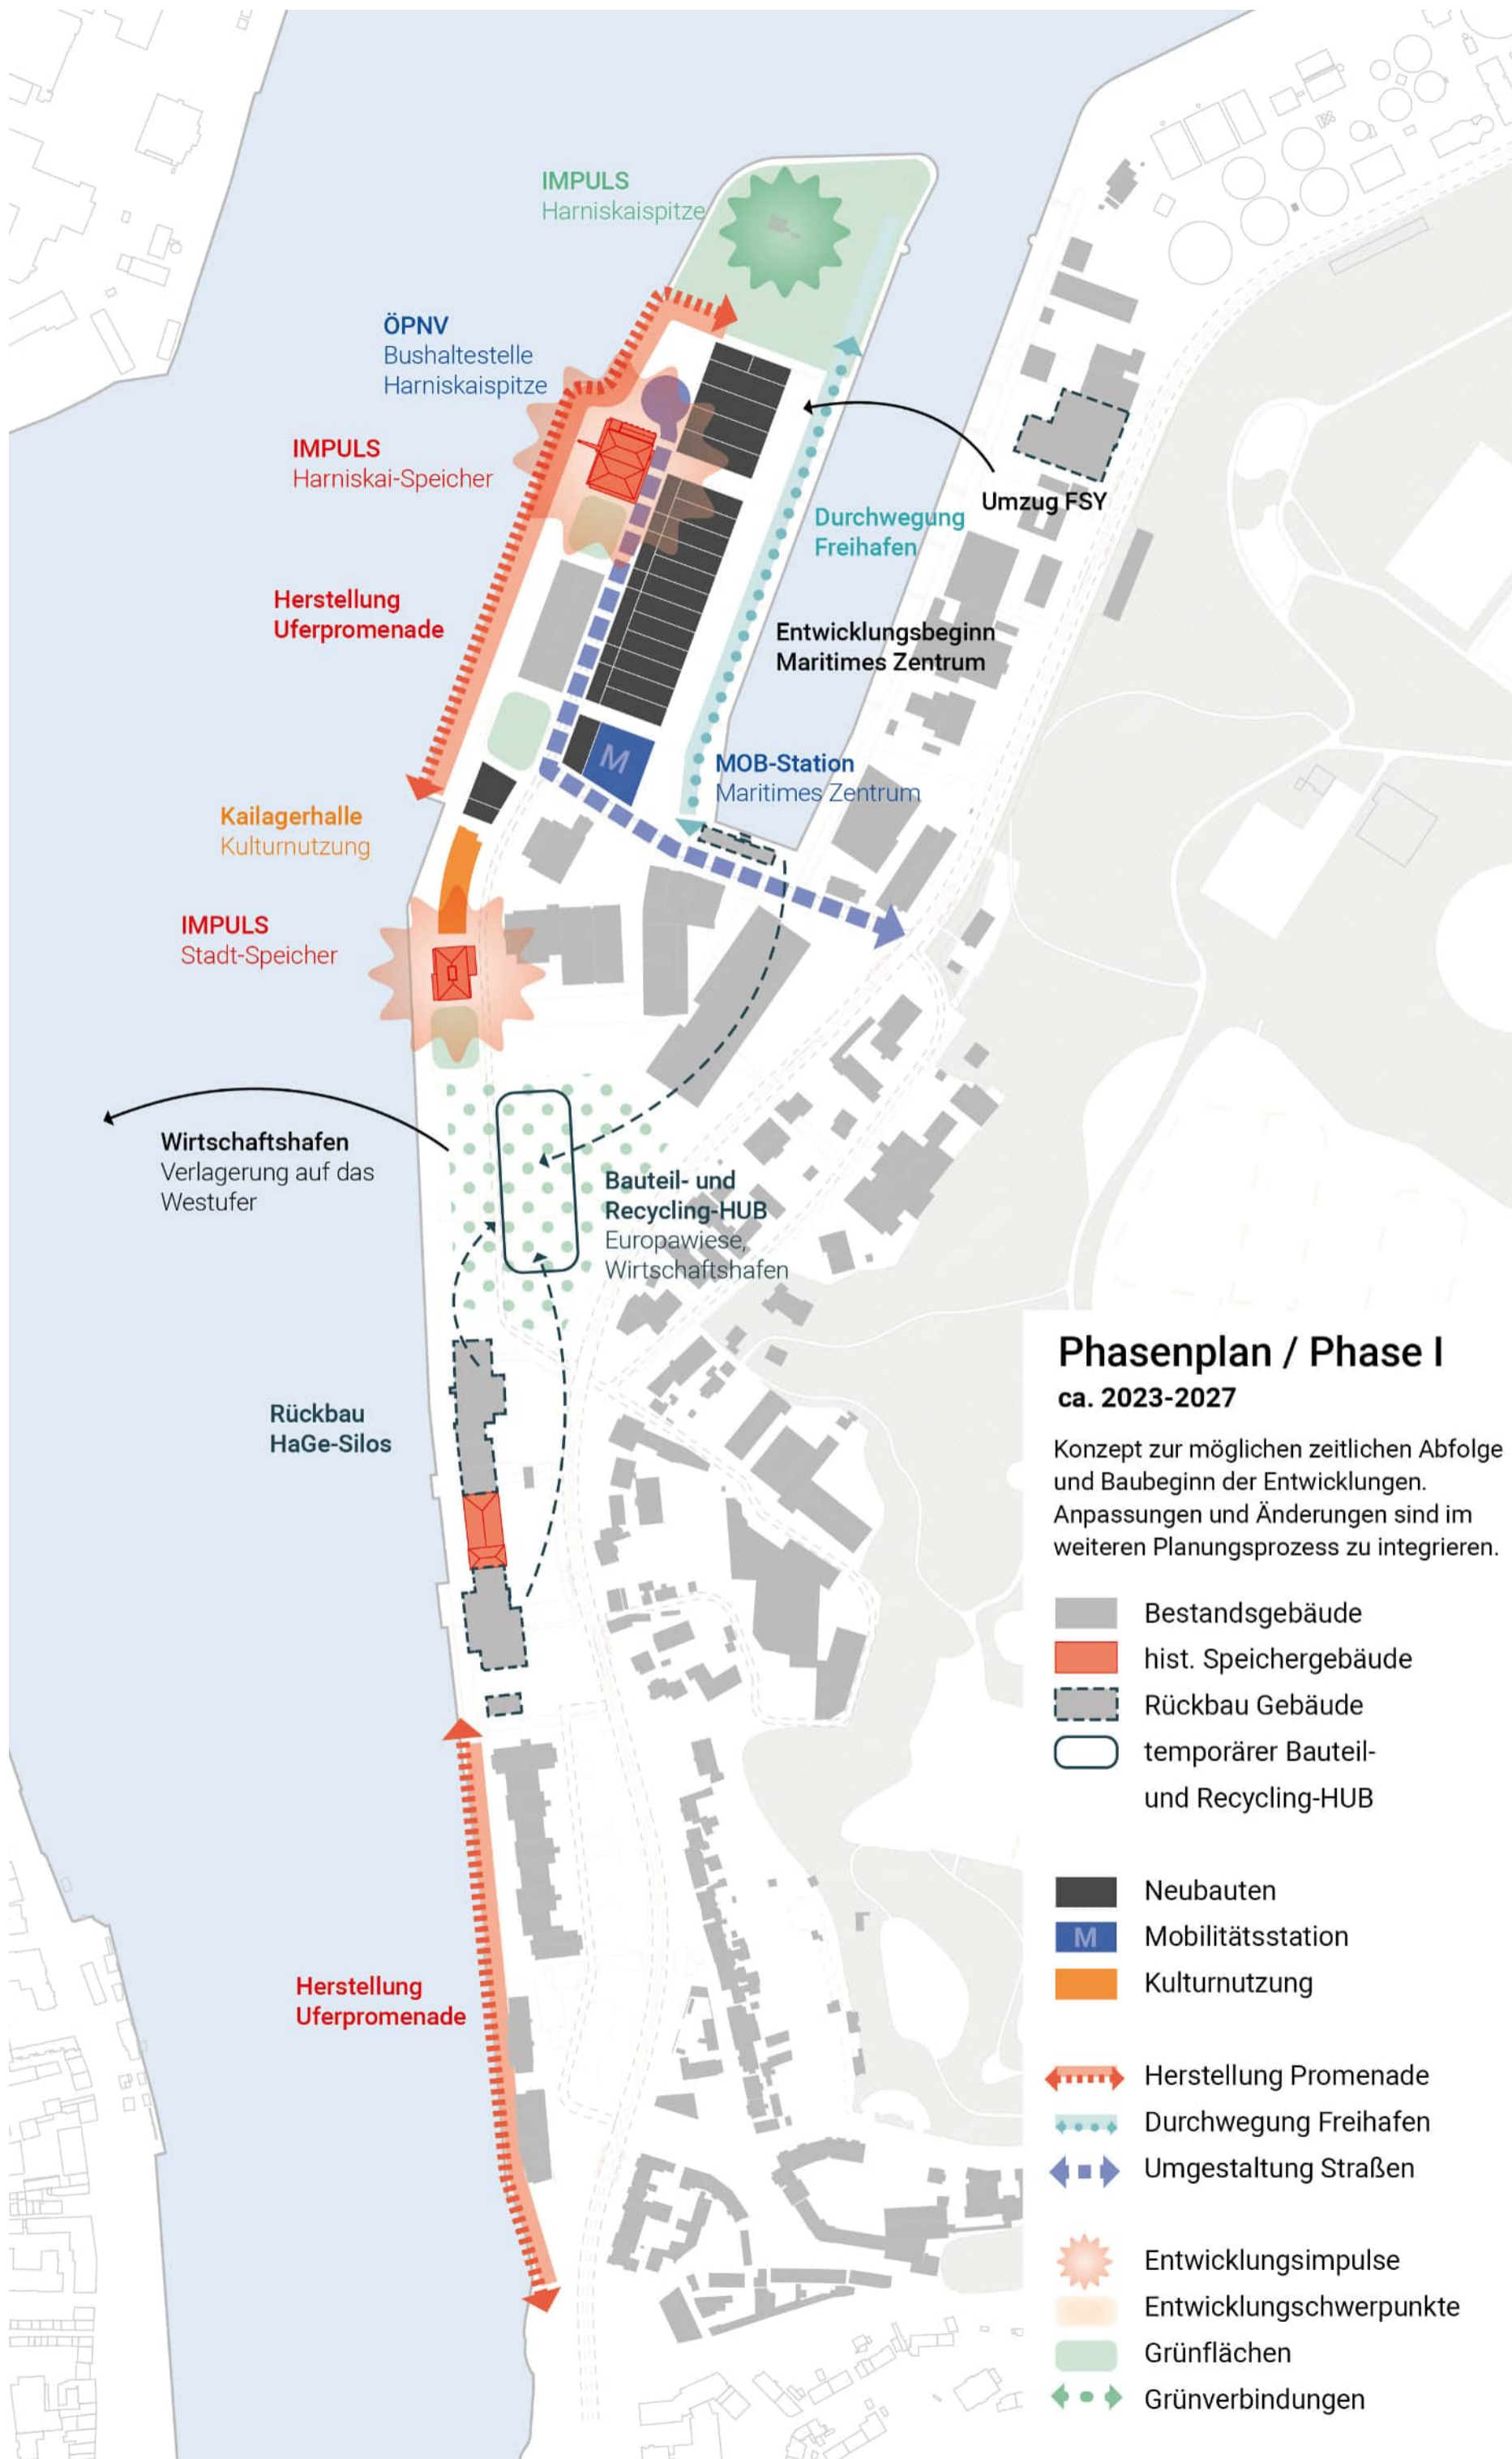 IMPULS
Harniskaispitze
ÖPNV
Bushaltestelle
Harniskaispitze
IMPULS
Harniskai-Speicher
Umzug FSY
Durchwegung
Freihafen
Herstellung
Uferpromenade
Entwicklungsbeginn
Maritimes Zentrum
M
MOB-Station
Maritimes Zentrum
Kailagerhalle
Kulturnutzung
IMPULS
Stadt-Speicher
Wirtschaftshafen
Verlagerung auf das
Westufer
Bauteil- und
Recycling-HUB
Europawiese,
Wirtschaftshafen
Rückbau
HaGe-Silos
Herstellung
Uferpromenade
Phasenplan / Phase I
ca. 2023-2027
Konzept zur möglichen zeitlichen Abfolge
und Baubeginn der Entwicklungen.
Anpassungen und Änderungen sind im
weiteren Planungsprozess zu integrieren.
Bestandsgebäude
hist. Speichergebäude
Rückbau Gebäude
temporärer Bauteil-
und Recycling-HUB
Neubauten
M Mobilitätsstation
Kulturnutzung
Herstellung Promenade
Durchwegung Freihafen
Umgestaltung Straßen
Entwicklungsimpulse
Entwicklungschwerpunkte
Grünflächen
Grünverbindungen